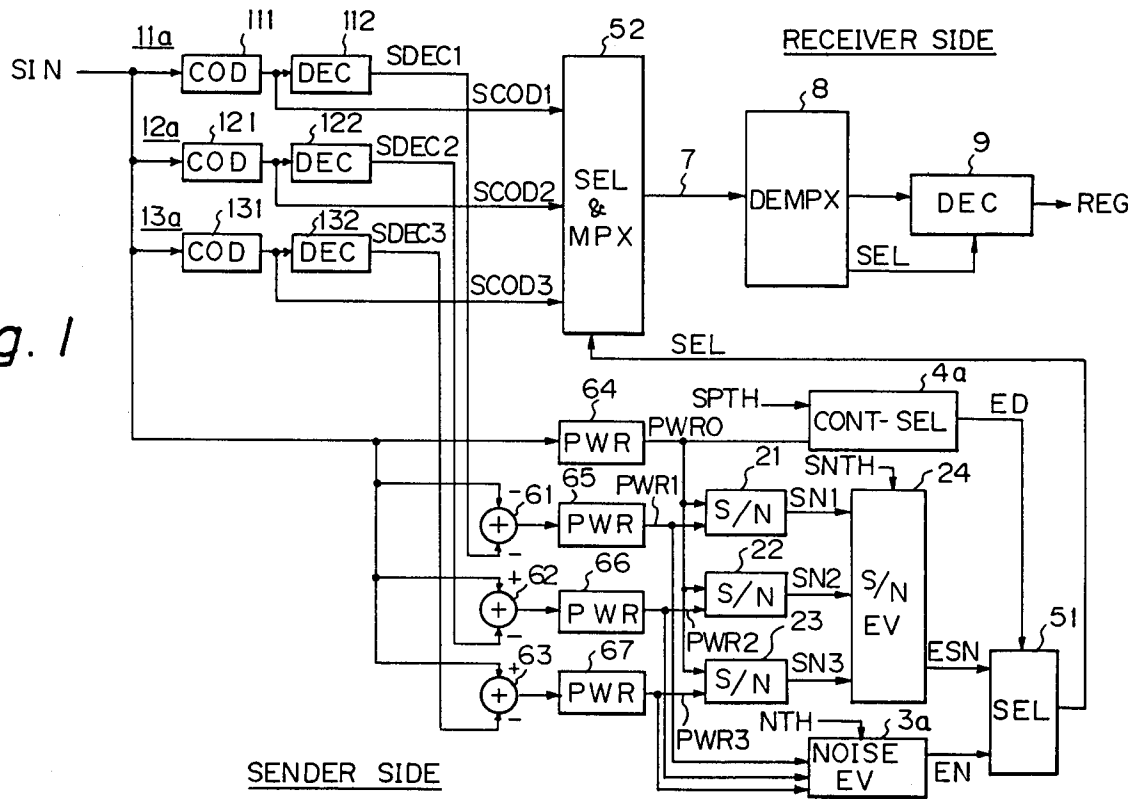 11a
111
112
SDEC1
52
RECEIVER SIDE
SIN
COD
DEC
SCOD1
8
12a
121
122
SDEC2
9
COD
DEC
SCOD2
SEL
&
MPX
7
DEMPX
DEC
REG
13a
131
132
SDEC3
COD
DEC
SEL
SCOD3
g. 1
SEL
4a
SPTH
CONT-SEL
ED
64
PWR
PWR0
SNTH
24
21
65
PWR1
S/N
SN1
-
61
+
PWR
-
22
66
S/N
SN2
S/N
EV
+
62
+
PWR
-
PWR2
23
51
67
SN3
ESN
+
63
+
PWR
S/N
SEL
-
PWR3
NTH
3a
NOISE
EV
EN
SENDER SIDE